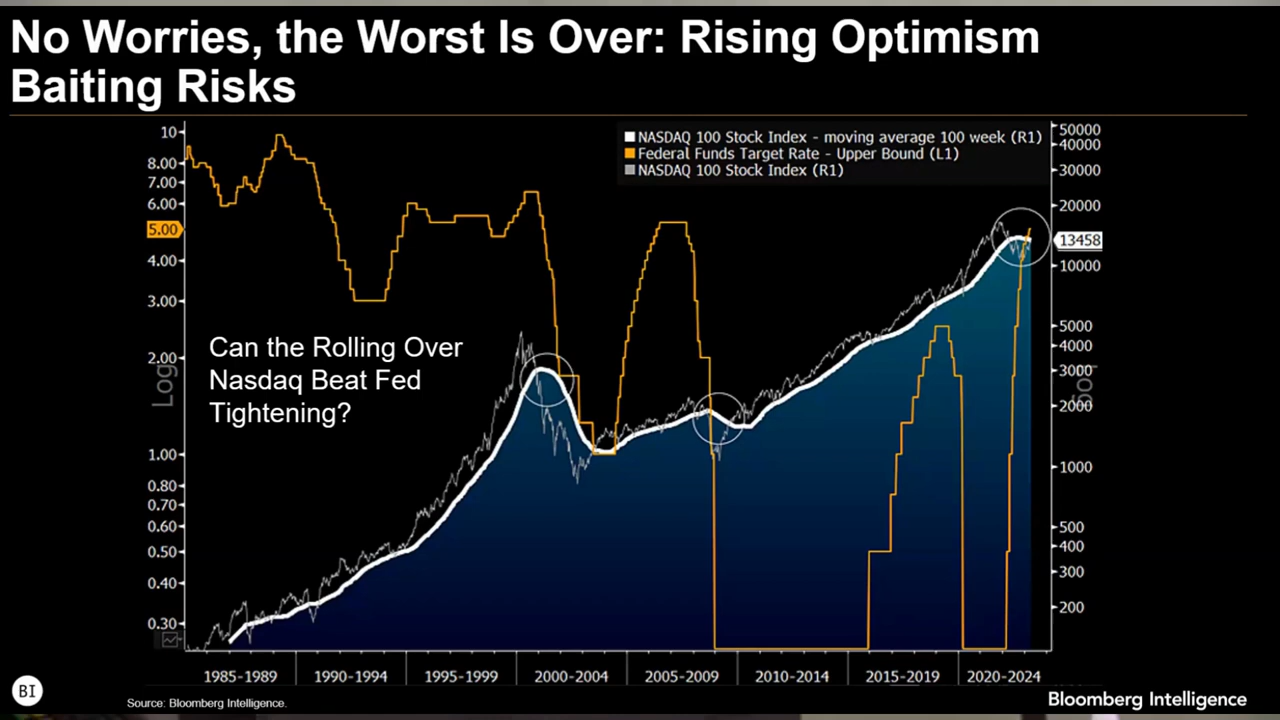 No Worries, the Worst Is Over: Rising Optimism
Baiting Risks
NASDAQ 100 Stock Index - moving average 100 week (R1)
Federal Funds Target Rate - Upper Bound (L1)
NASDAQ 100 Stock Index (R1)
10
8.00
7.00
6.00
5.00
4.00
3.00
2.00
1.00
0.80
0.70
0.60
0.50
0.40
0.30
Log
Can the Rolling Over
Nasdaq Beat Fed
Tightening?
50000
40000
30000
20000
13458
10000
5000
4000
3000
2000
1000
500
400
300
200
Log
1985-1989 1990-1994 1995-1999 2000-2004 2005-2009 2010-2014 2015-2019 2020-2024
BI
Source: Bloomberg Intelligence.
Bloomberg Intelligence